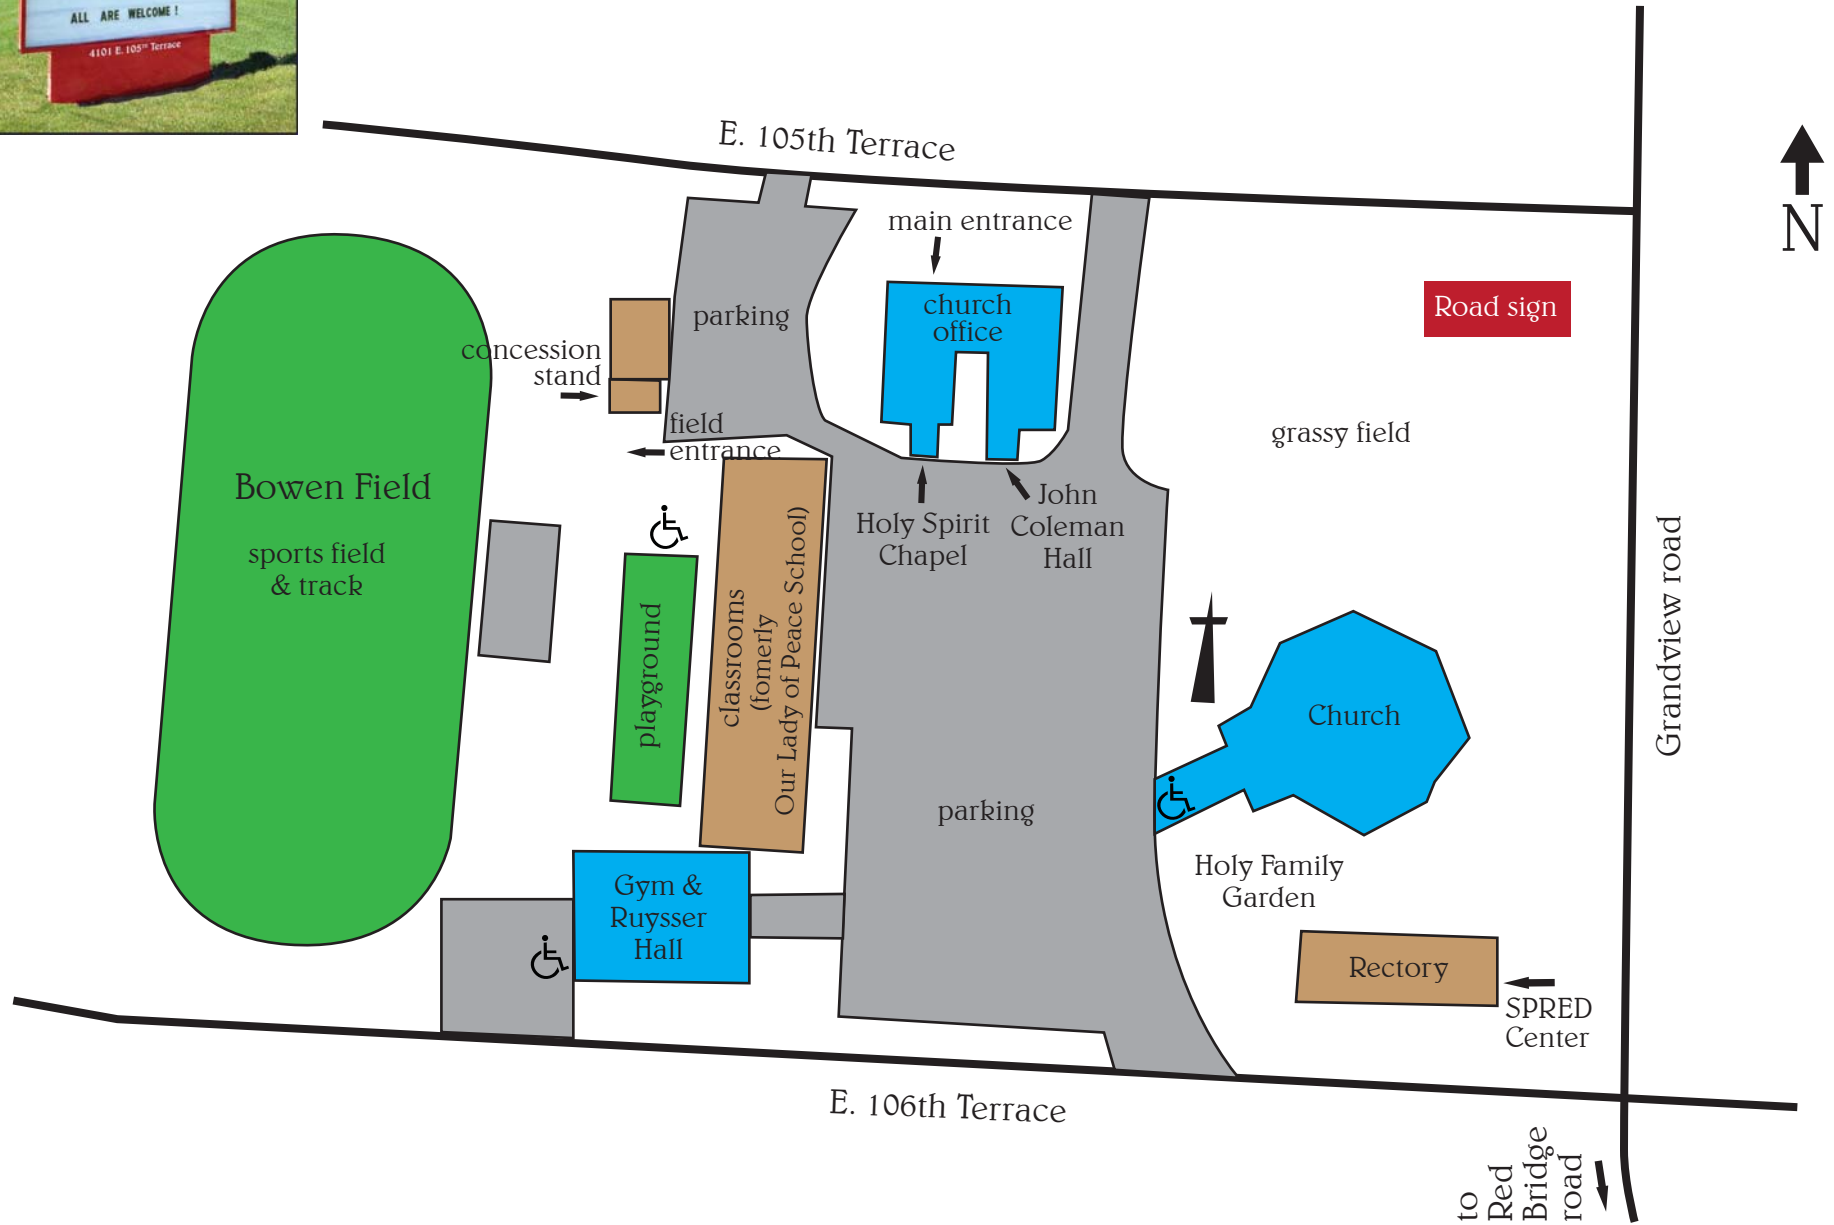 ALL ARE WELCOME !
4101 E. 105TH Terrace
E. 105th Terrace
N
main entrance
church
office
parking
Road sign
concession
stand
field
entrance
grassy field
Bowen Field
sports field
& track
Holy Spirit
Chapel
John
Coleman
Hall
playground
classrooms
(fomerly
Our Lady of Peace School)
Grandview road
Church
parking
Holy Family
Garden
Gym &
Ruysser
Hall
Rectory
SPRED
Center
E. 106th Terrace
to
Red
Bridge
road